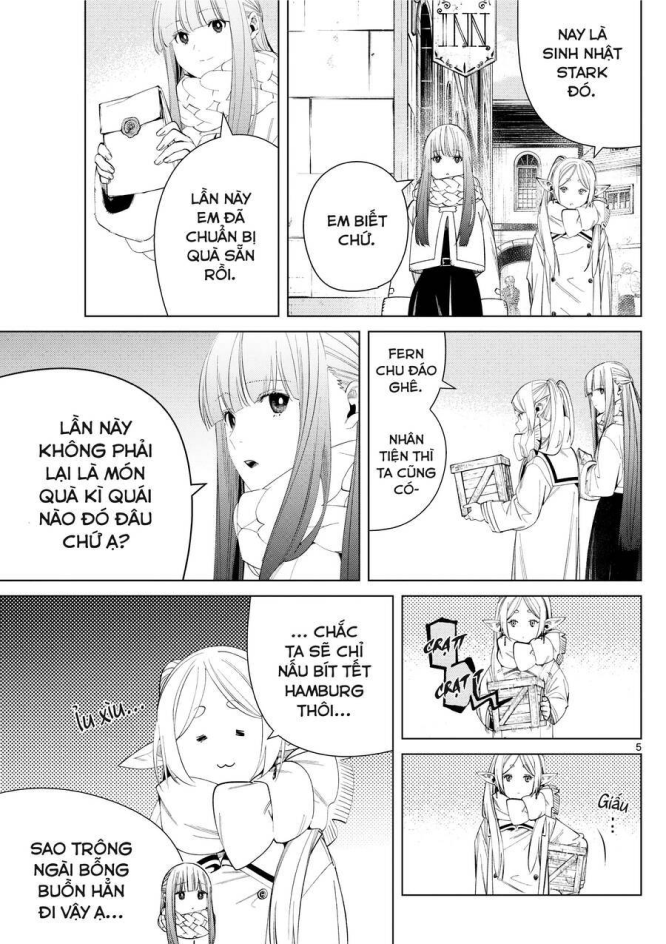 INN
NAY LÀ
SINH NHẬT
STARK
ĐÓ.
EM BIẾT
CHỨ.
LẦN NÀY
EM ĐÃ
CHUẨN BỊ
QUÀ SẴN
RỒI.
FERN
CHU ĐÁO
GHÊ.
NHÂN
TIỆN THÌ
TA CŨNG
CÓ-
LẦN NÀY
KHÔNG PHẢI
LẠI LÀ MÓN
QUÀ KÌ QUÁI
NÀO ĐÓ ĐÂU
CHỨ Ạ?
CRẠTT
CRẠTT
Giấu
...
... CHẮC
TA SẼ CHỈ
NẤU BÍT TẾT
HAMBURG
THÔI...
Ỉu xìu...
SAO TRÔNG
NGÀI BỖNG
BUỒN HẲN
ĐI VẬY Ạ...
5